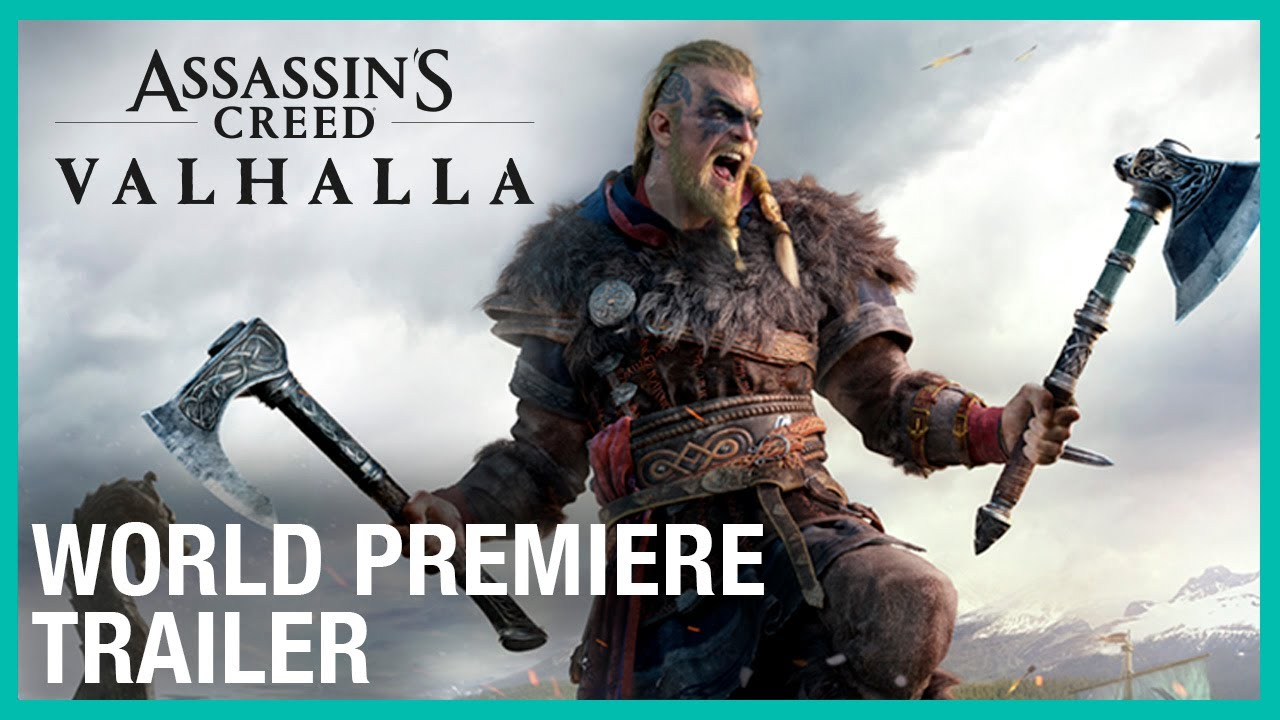 ASSASSIN'S
CREED®
VALHALLA
WORLD PREMIERE
TRAILER